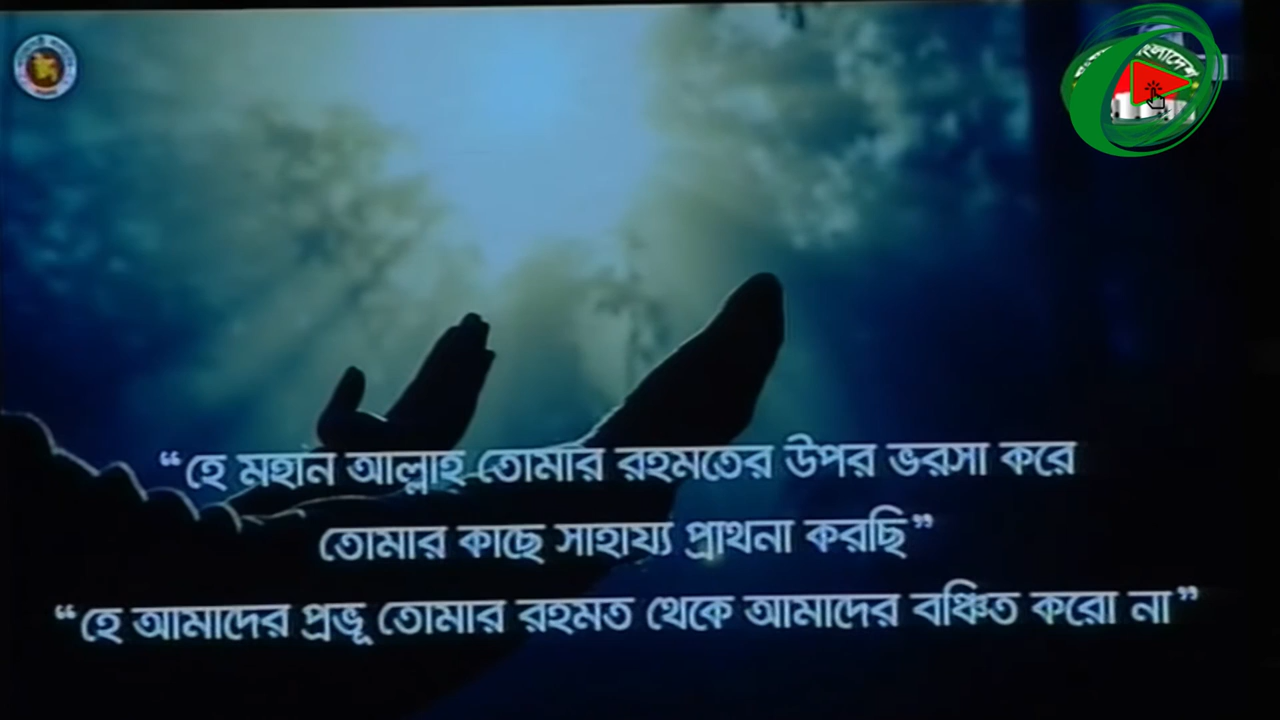 “হে মহান আল্লাহ তোমার রহমতের উপর ভরসা করে
তোমার কাছে সাহায্য প্রাথনা করছি”
“হে আমাদের প্রভূ তোমার রহমত থেকে আমাদের বঞ্চিত করো না”